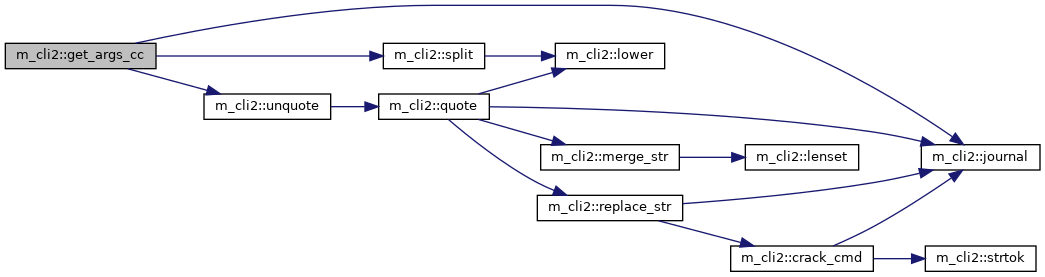 m_cli2::get_args_cc
m_cli2::split
m_cli2::lower
m_cli2::unquote
m_cli2::quote
m_cli2::merge_str
m_cli2::lenset
m_cli2::journal
m_cli2::replace_str
m_cli2::crack_cmd
m_cli2::strtok